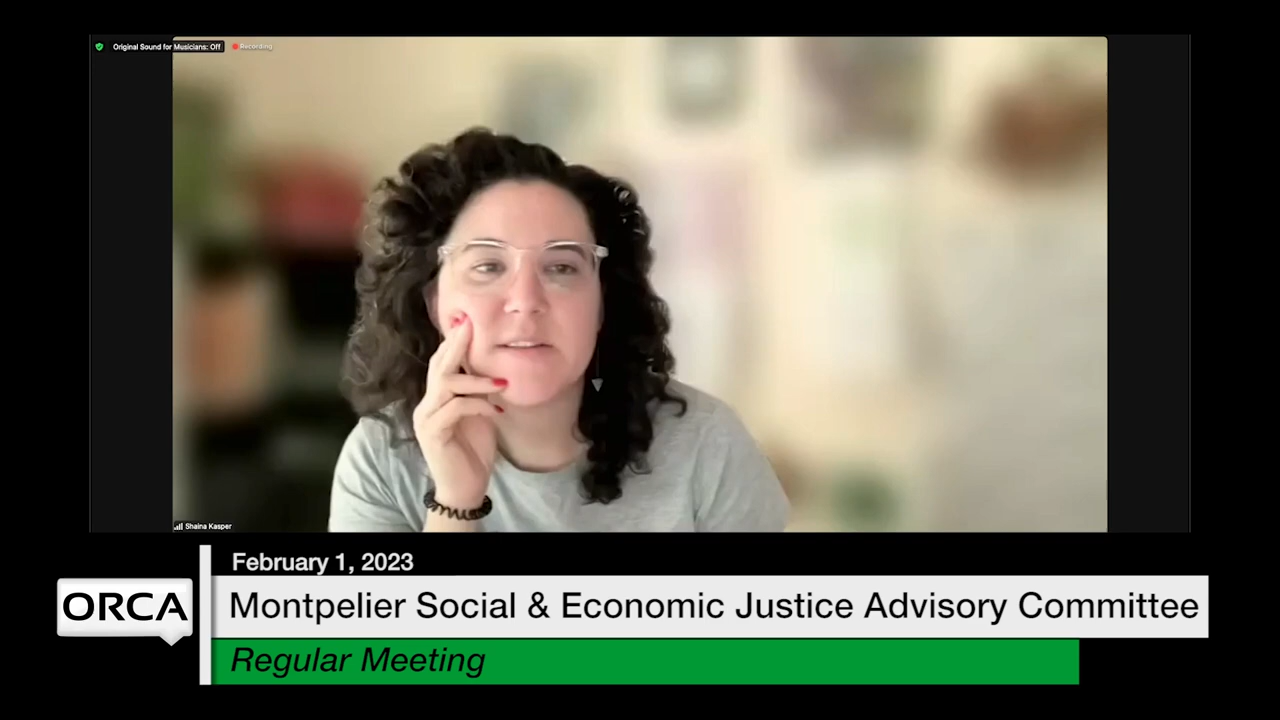 Original Sound for Musicians: Off
Recording
Shaina Kasper
February 1, 2023
ORCA
Montpelier Social & Economic Justice Advisory Committee
Regular Meeting